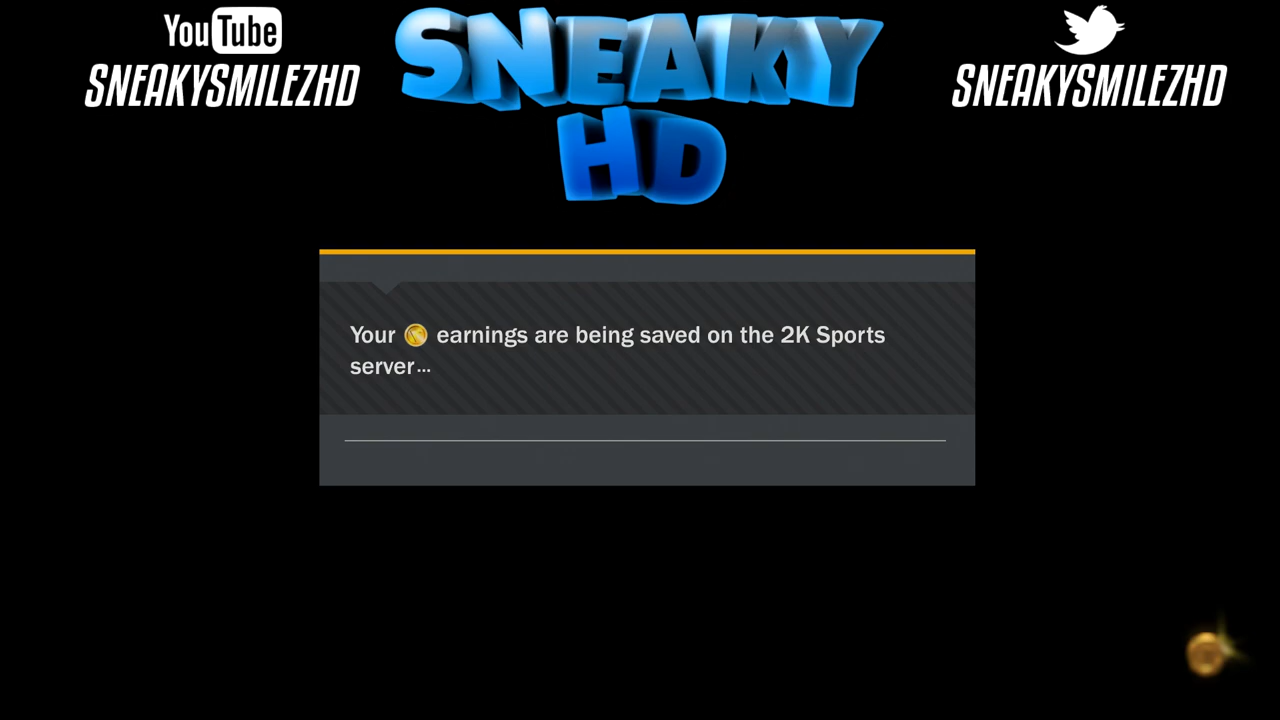 YouTube
SNEAKYSMILEZHD
SNEAKY
HD
SNEAKYSMILEZHD
Your earnings are being saved on the 2K Sports
server...